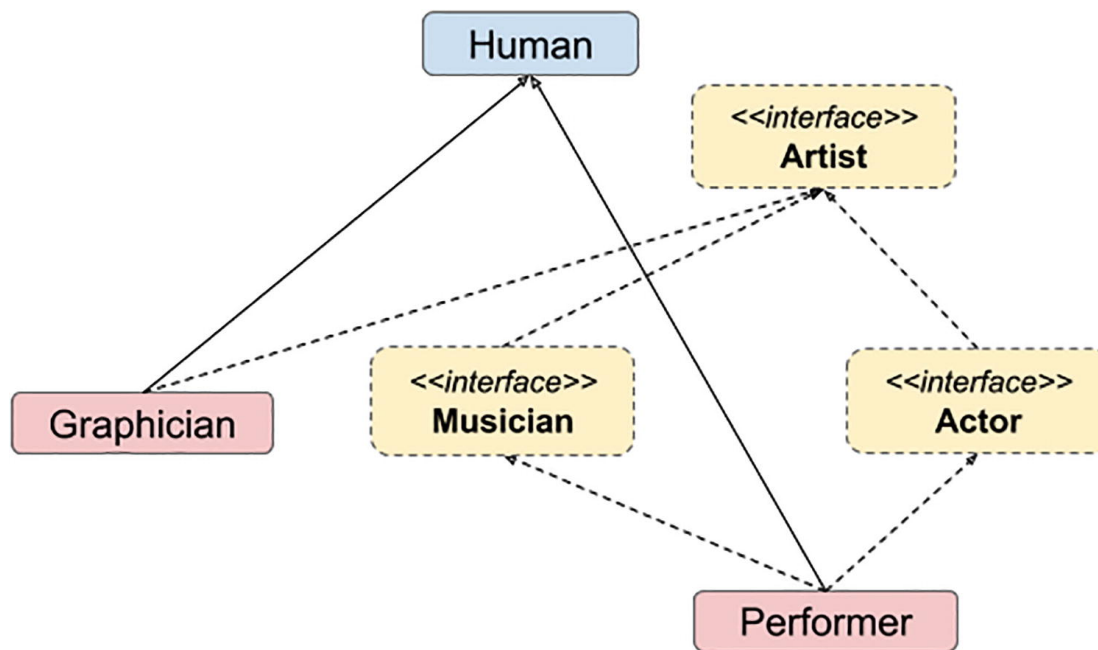 Human
<<interface>>
Artist
Graphician
<<interface>>
Musician
<<interface>>
Actor
Performer